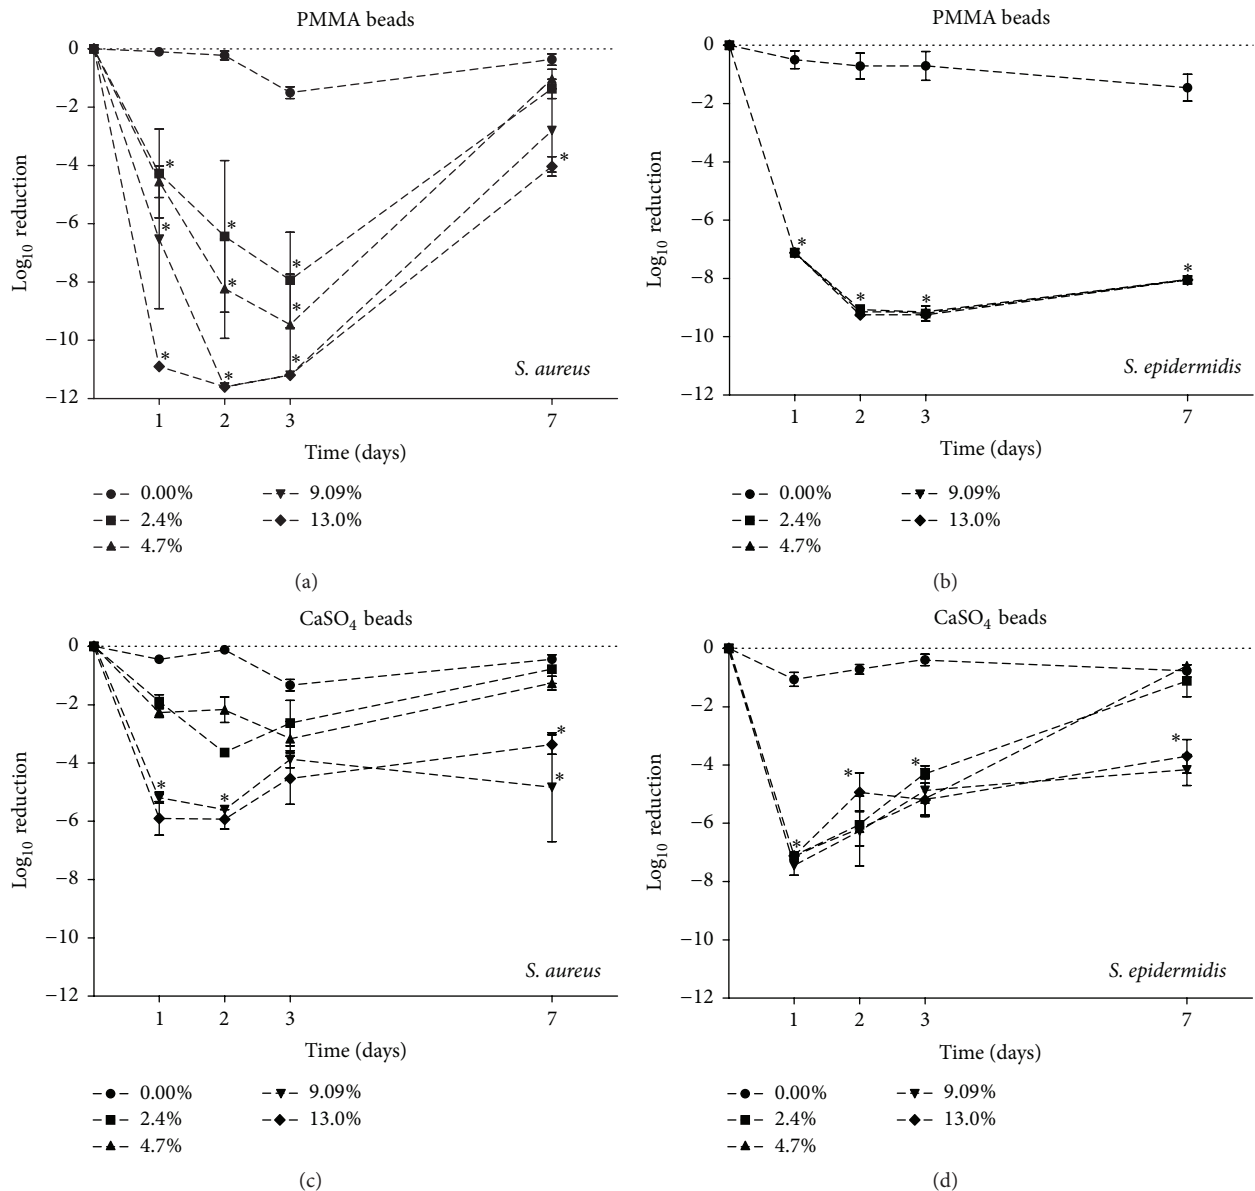 PMMA beads
0
−2
−4
−6
−8
−10
−12
Log10 reduction
* * * * * * * * * *
S. aureus
1 2 3 7
Time (days)
0.00% 9.09%
2.4% 13.0%
4.7%
(a)
PMMA beads
0
−2
−4
−6
−8
−10
−12
Log10 reduction
* * * *
S. epidermidis
1 2 3 7
Time (days)
0.00% 9.09%
2.4% 13.0%
4.7%
(b)
CaSO4 beads
0
−2
−4
−6
−8
−10
−12
Log10 reduction
* * * *
S. aureus
1 2 3 7
Time (days)
0.00% 9.09%
2.4% 13.0%
4.7%
(c)
CaSO4 beads
0
−2
−4
−6
−8
−10
−12
Log10 reduction
* * * *
S. epidermidis
1 2 3 7
Time (days)
0.00% 9.09%
2.4% 13.0%
4.7%
(d)